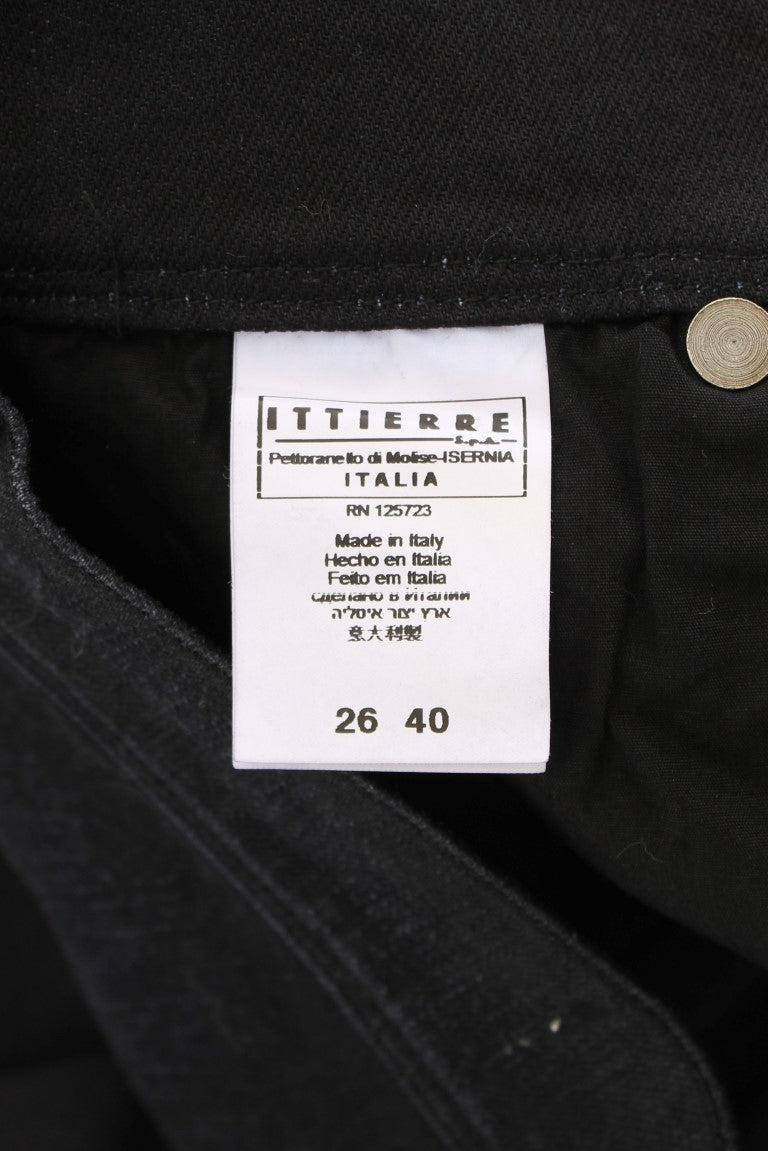 ITTIERRE
S.p.A.
Pettoranello di Molise-ISERNIA
ITALIA
RN 125723
Made in Italy
Hecho en Italia
Feito em Italia
сделано в Италии
ארץ יצור איטליה
意大利製
26 40